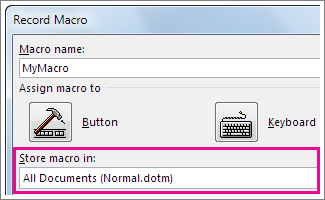 Record Macro
Macro name:
MyMacro
Assign macro to
Button Keyboard
Store macro in:
All Documents (Normal.dotm)